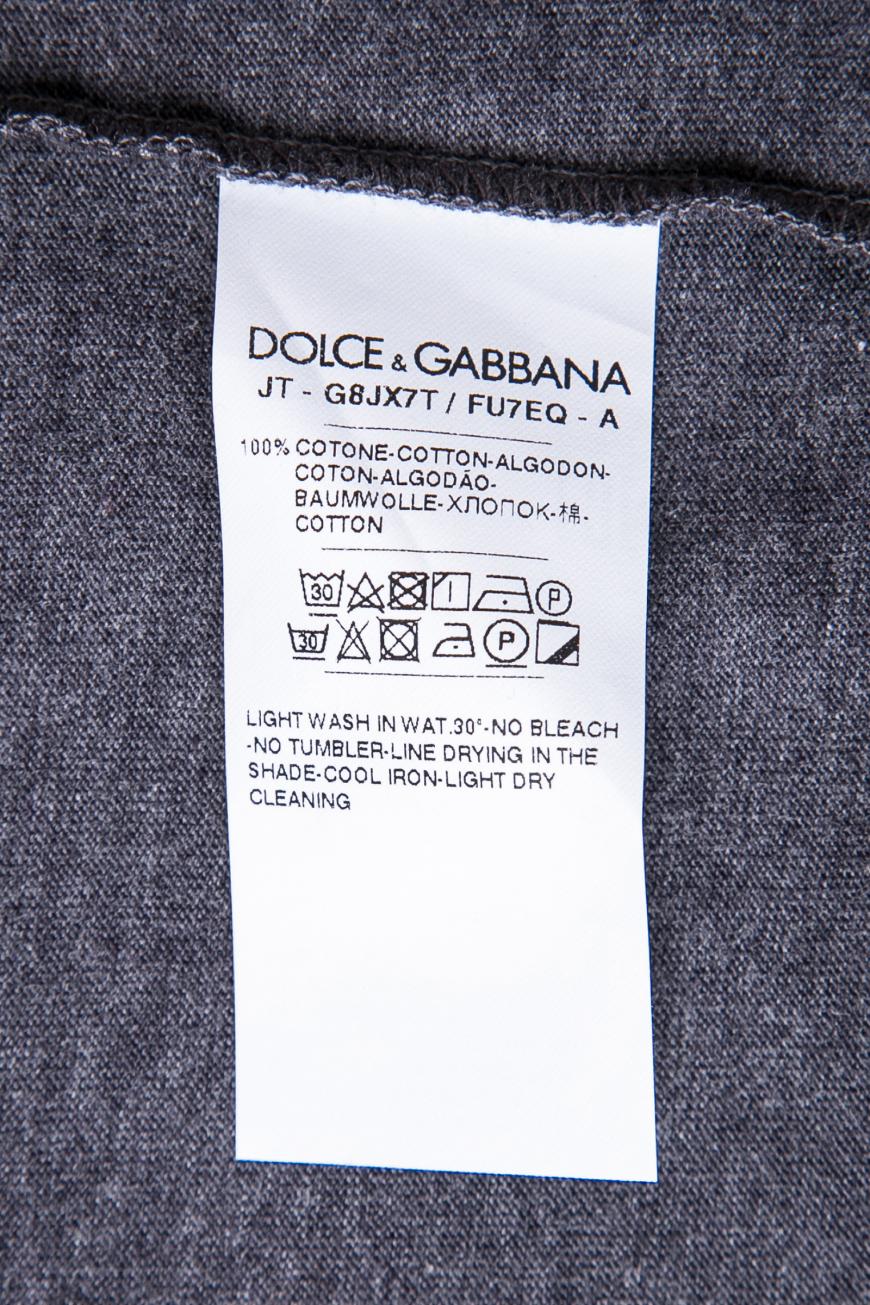 DOLCE & GABBANA
JT - G8JX7T / FU7EQ - A
100% COTONE-COTTON-ALGODON-
COTON-ALGODÃO-
BAUMWOLLE-ХЛОПОК-棉-
COTTON
30 P
30 P
LIGHT WASH IN WAT.30°-NO BLEACH
-NO TUMBLER-LINE DRYING IN THE
SHADE-COOL IRON-LIGHT DRY
CLEANING